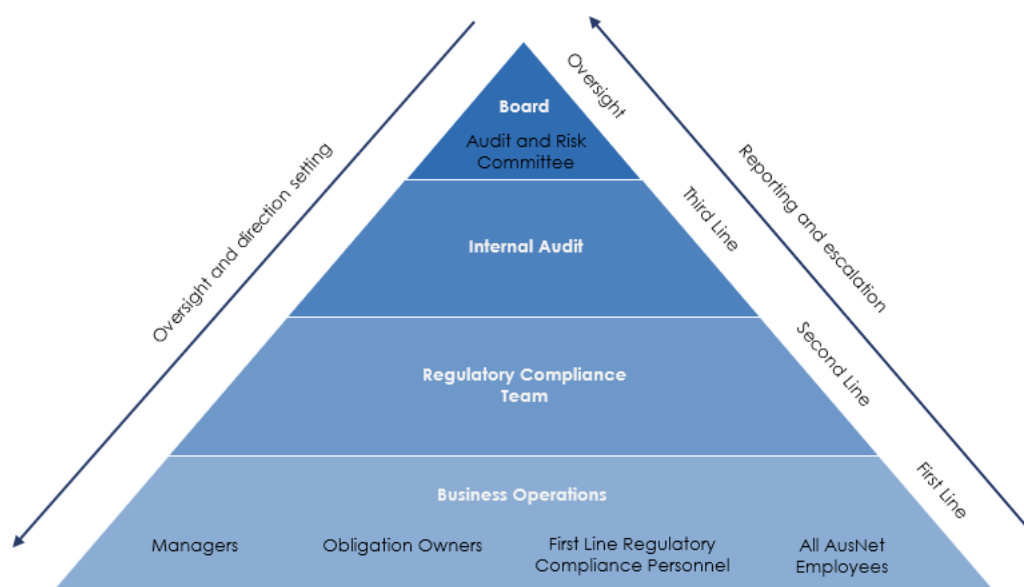 Board
Audit and Risk
Committee
Oversight
Internal Audit
Third Line
Regulatory Compliance
Team
Second Line
Business Operations
First Line
Managers
Obligation Owners
First Line Regulatory
Compliance Personnel
All AusNet
Employees
Oversight and direction setting
Reporting and escalation